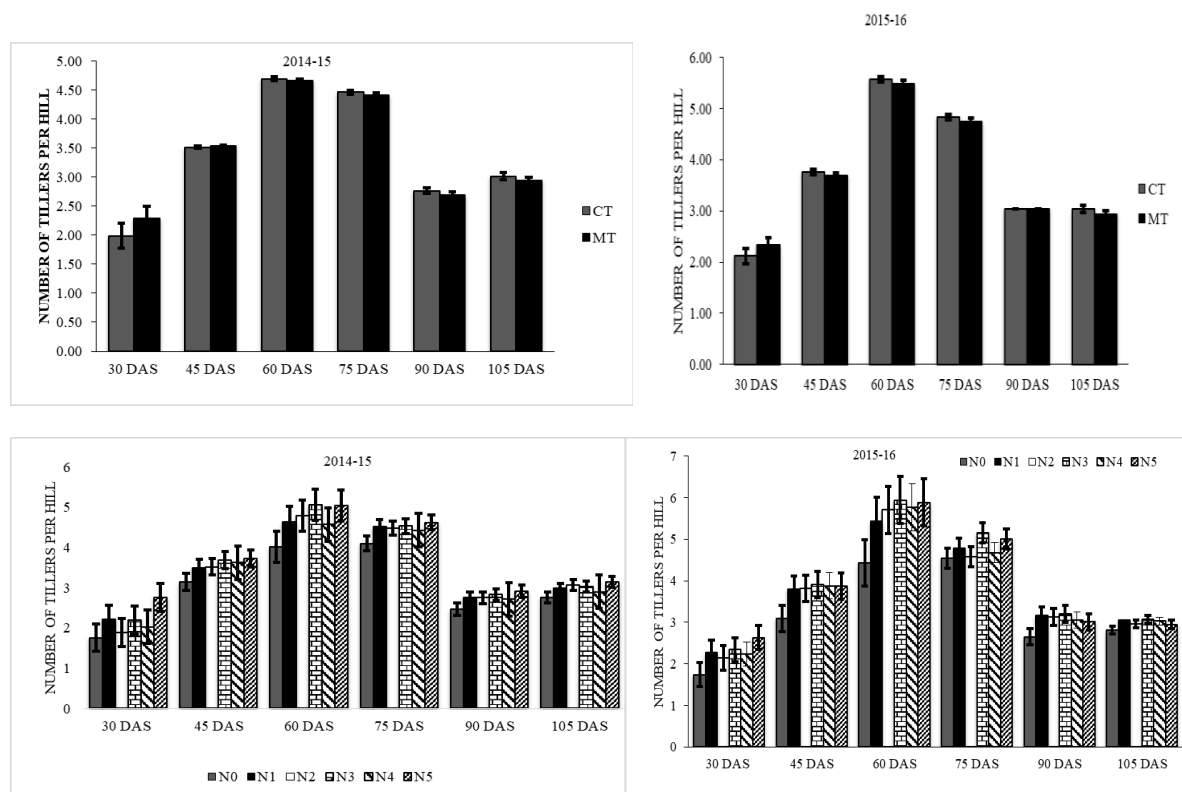 2014-15
NUMBER OF TILLERS PER HILL
5.00
4.50
4.00
3.50
3.00
2.50
2.00
1.50
1.00
0.50
0.00
30 DAS 45 DAS 60 DAS 75 DAS 90 DAS 105 DAS
CT
MT
2015-16
NUMBER OF TILLERS PER HILL
6.00
5.00
4.00
3.00
2.00
1.00
0.00
30 DAS 45 DAS 60 DAS 75 DAS 90 DAS 105 DAS
CT
MT
2014-15
NUMBER OF TILLERS PER HILL
6
5
4
3
2
1
0
30 DAS 45 DAS 60 DAS 75 DAS 90 DAS 105 DAS
N0 N1 N2 N3 N4 N5
2015-16
N0 N1 N2 N3 N4 N5
NUMBER OF TILLERS PER HILL
7
6
5
4
3
2
1
0
30 DAS 45 DAS 60 DAS 75 DAS 90 DAS 105 DAS